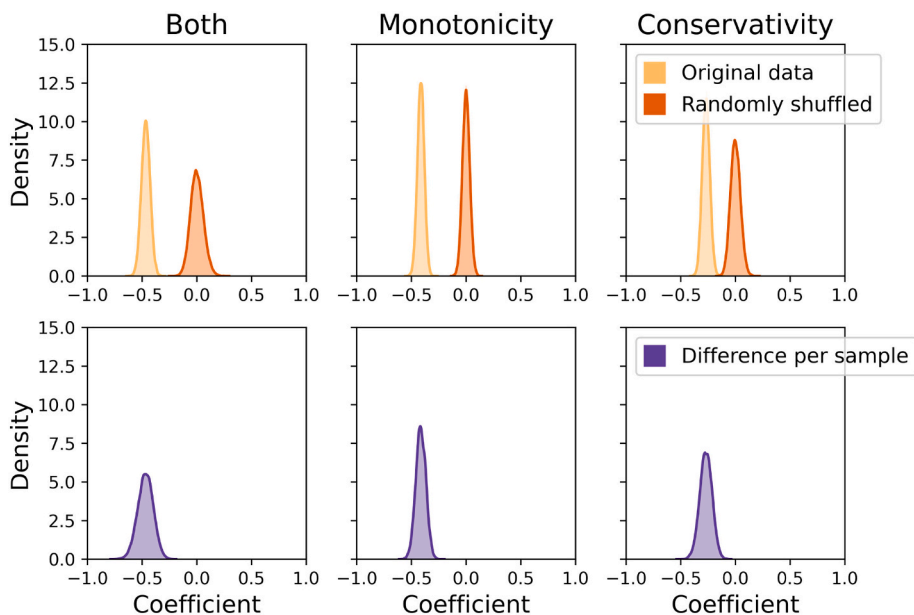 Both Monotonicity Conservativity
15.0
12.5
10.0
7.5
5.0
2.5
0.0
Density
Original data
Randomly shuffled
−1.0 −0.5 0.0 0.5 1.0 −1.0 −0.5 0.0 0.5 1.0 −1.0 −0.5 0.0 0.5 1.0
15.0
12.5
10.0
7.5
5.0
2.5
0.0
Density
Difference per sample
−1.0 −0.5 0.0 0.5 1.0 −1.0 −0.5 0.0 0.5 1.0 −1.0 −0.5 0.0 0.5 1.0
Coefficient Coefficient Coefficient